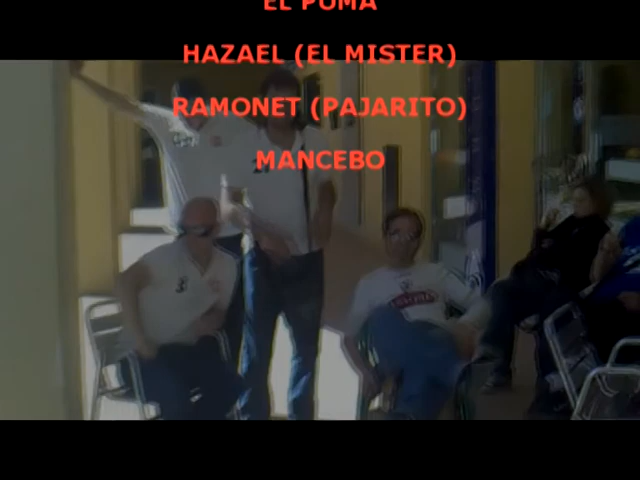 EL PUMA
HAZAEL (EL MISTER)
RAMONET (PAJARITO)
MANCEBO